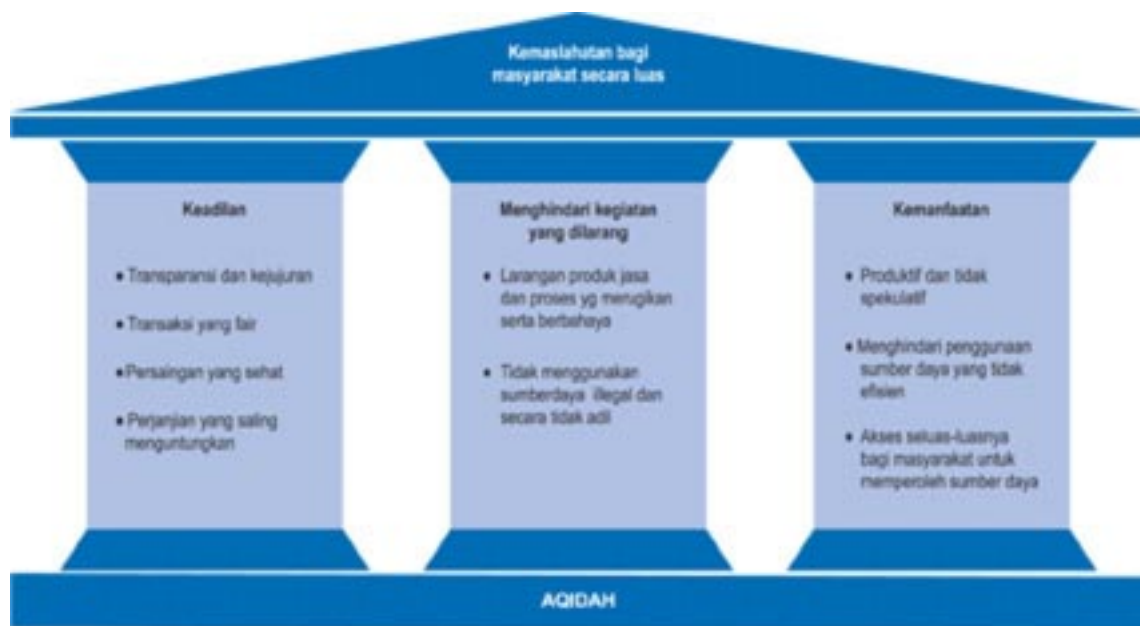 Kemaslahatan bagi
masyarakat secara luas
Keadilan
• Transparansi dan kejujuran
• Transaksi yang fair
• Persaingan yang sehat
• Perjanjian yang saling
menguntungkan
Menghindari kegiatan
yang dilarang
• Larangan produk jasa
dan proses yg merugikan
serta berbahaya
• Tidak menggunakan
sumberdaya illegal dan
secara tidak adil
Kemanfaatan
• Produktif dan tidak
spekulatif
• Menghindari penggunaan
sumber daya yang tidak
efisien
• Akses seluas-luasnya
bagi masyarakat untuk
memperoleh sumber daya
AQIDAH